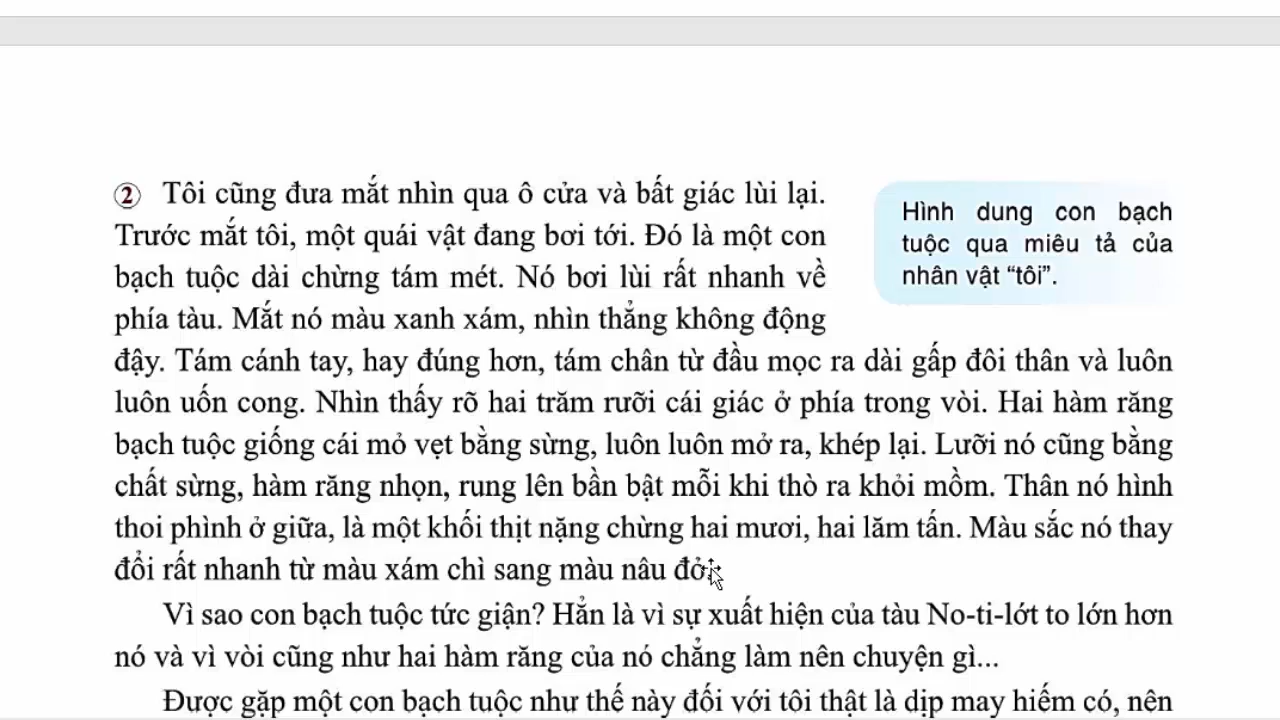 ② Tôi cũng đưa mắt nhìn qua ô cửa và bất giác lùi lại.
Trước mắt tôi, một quái vật đang bơi tới. Đó là một con
bạch tuộc dài chừng tám mét. Nó bơi lùi rất nhanh về
phía tàu. Mắt nó màu xanh xám, nhìn thẳng không động
đậy. Tám cánh tay, hay đúng hơn, tám chân từ đầu mọc ra dài gấp đôi thân và luôn
luôn uốn cong. Nhìn thấy rõ hai trăm rưỡi cái giác ở phía trong vòi. Hai hàm răng
bạch tuộc giống cái mỏ vẹt bằng sừng, luôn luôn mở ra, khép lại. Lưỡi nó cũng bằng
chất sừng, hàm răng nhọn, rung lên bần bật mỗi khi thò ra khỏi mồm. Thân nó hình
thoi phình ở giữa, là một khối thịt nặng chừng hai mươi, hai lăm tấn. Màu sắc nó thay
đổi rất nhanh từ màu xám chì sang màu nâu đỏ.
Vì sao con bạch tuộc tức giận? Hẳn là vì sự xuất hiện của tàu No-ti-lớt to lớn hơn
nó và vì vòi cũng như hai hàm răng của nó chẳng làm nên chuyện gì...
Được gặp một con bạch tuộc như thế này đối với tôi thật là dịp may hiếm có, nên
Hình dung con bạch
tuộc qua miêu tả của
nhân vật “tôi”.